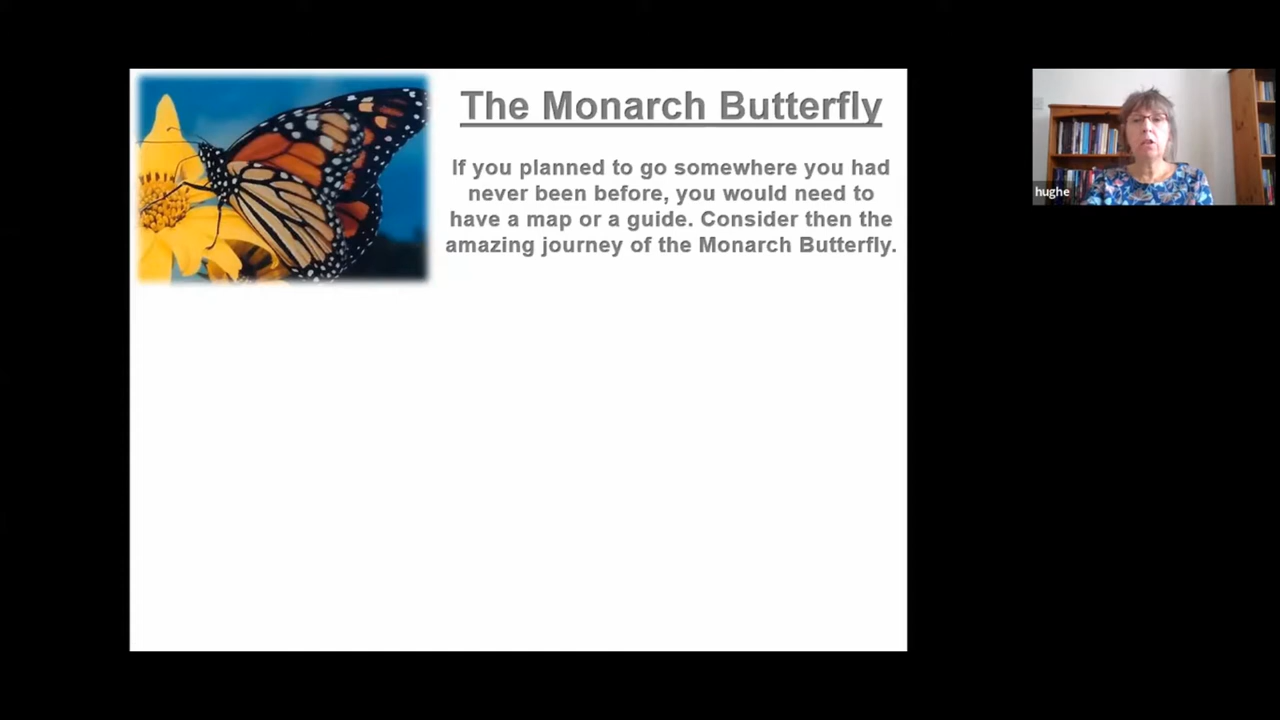 The Monarch Butterfly
If you planned to go somewhere you had
never been before, you would need to
have a map or a guide. Consider then the
amazing journey of the Monarch Butterfly.
hughe